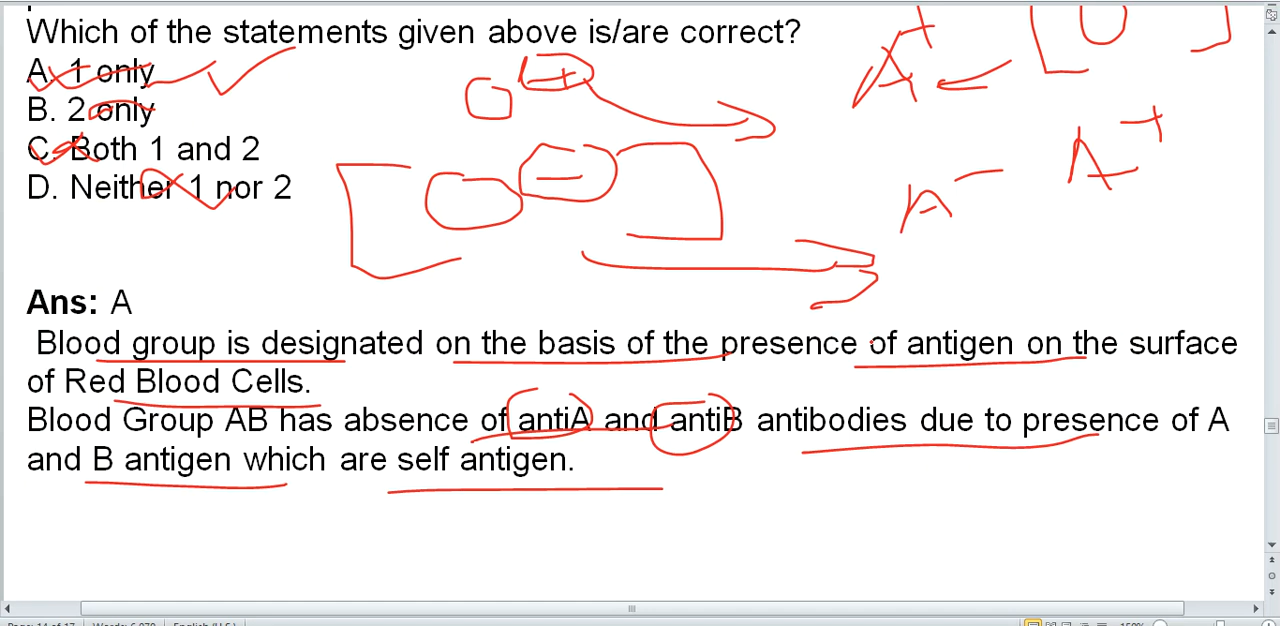 Which of the statements given above is/are correct?
A. 1 only
B. 2 only
C. Both 1 and 2
D. Neither 1 nor 2
A+
A- A+
Ans: A
Blood group is designated on the basis of the presence of antigen on the surface
of Red Blood Cells.
Blood Group AB has absence of antiA and antiB antibodies due to presence of A
and B antigen which are self antigen.